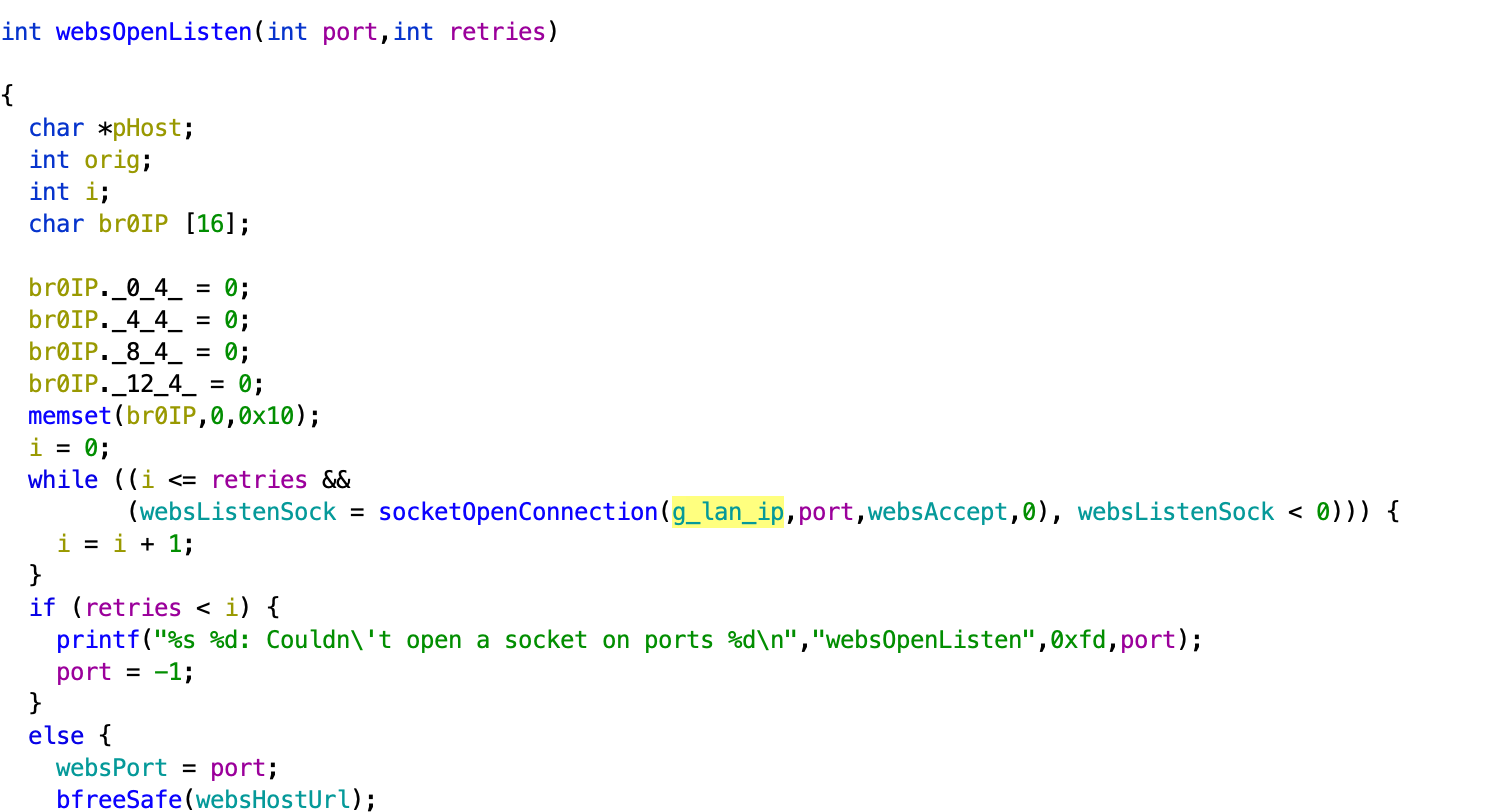 int websOpenListen(int port,int retries)
{
char *pHost;
int orig;
int i;
char br0IP [16];
br0IP._0_4_ = 0;
br0IP._4_4_ = 0;
br0IP._8_4_ = 0;
br0IP._12_4_ = 0;
memset(br0IP,0,0x10);
i = 0;
while ((i <= retries &&
(websListenSock = socketOpenConnection(g_lan_ip,port,websAccept,0), websListenSock < 0))) {
i = i + 1;
}
if (retries < i) {
printf("%s %d: Couldn\'t open a socket on ports %d\n","websOpenListen",0xfd,port);
port = -1;
}
else {
websPort = port;
bfreeSafe(websHostUrl);